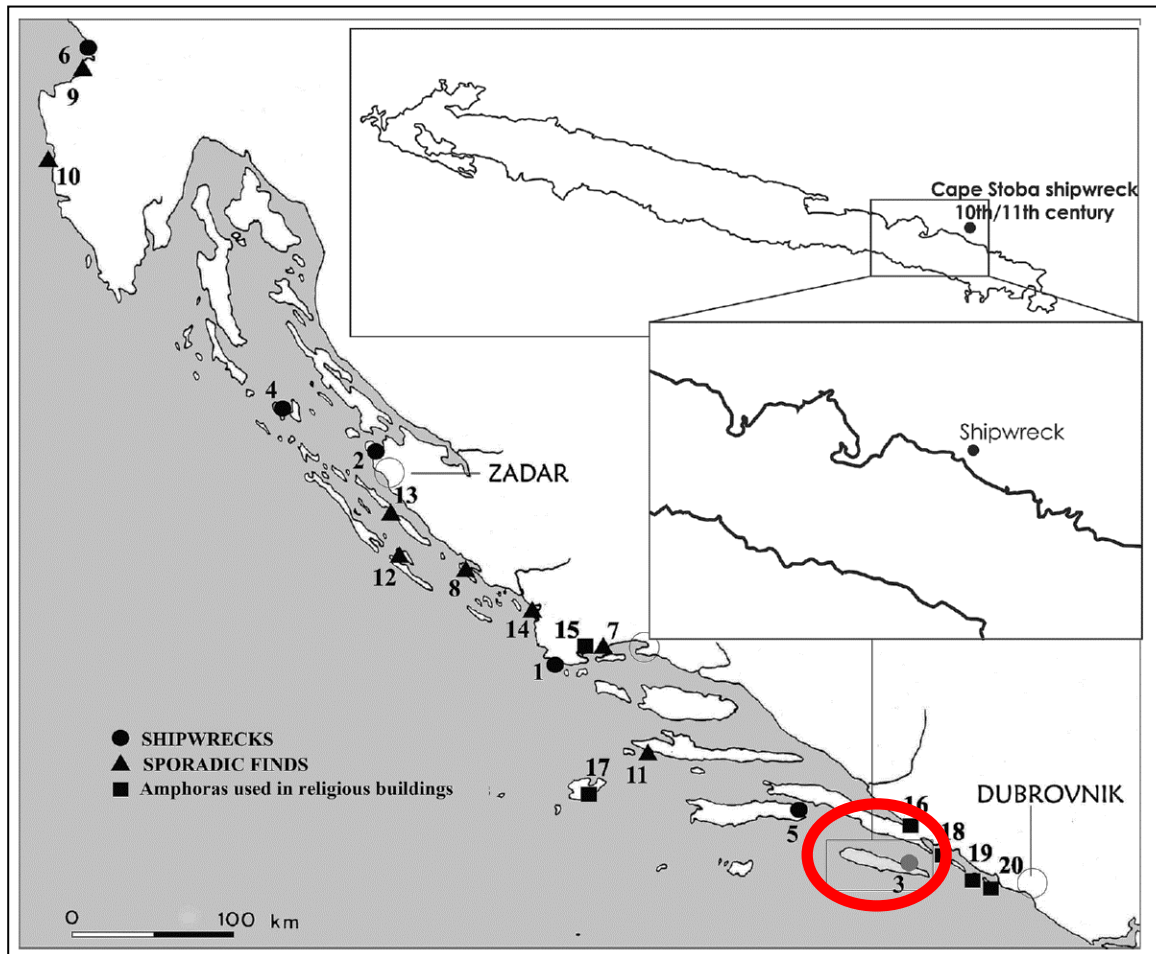 6
9
10
Cape Stoba shipwreck
10th/11th century
Shipwreck
4
2
ZADAR
13
12
8
14
15
7
1
SHIPWRECKS
SPORADIC FINDS
Amphoras used in religious buildings
17
11
5
16
DUBROVNIK
18
19
20
3
0
100
km